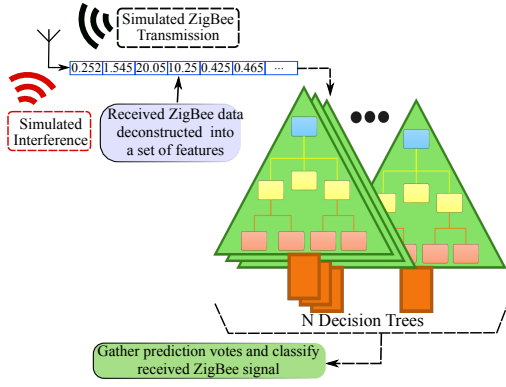 Simulated ZigBee
Transmission
0.252 1.545 20.05 10.25 0.425 0.465 ...
Simulated
Interference
Received ZigBee data
deconstructed into
a set of features
N Decision Trees
Gather prediction votes and classify
received ZigBee signal